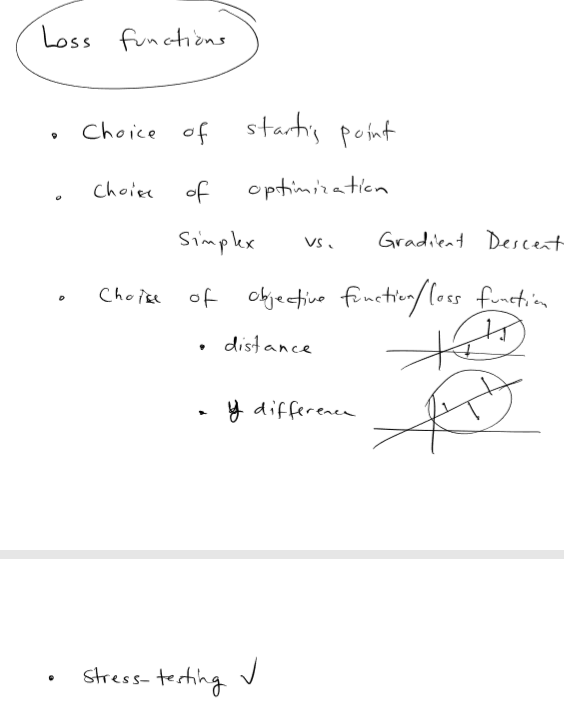 Loss functions
• Choice of starting point
• Choice of optimization
Simplex vs. Gradient Descent
• Choice of objective function/loss function
• distance
• y difference
• stress-testing ✓